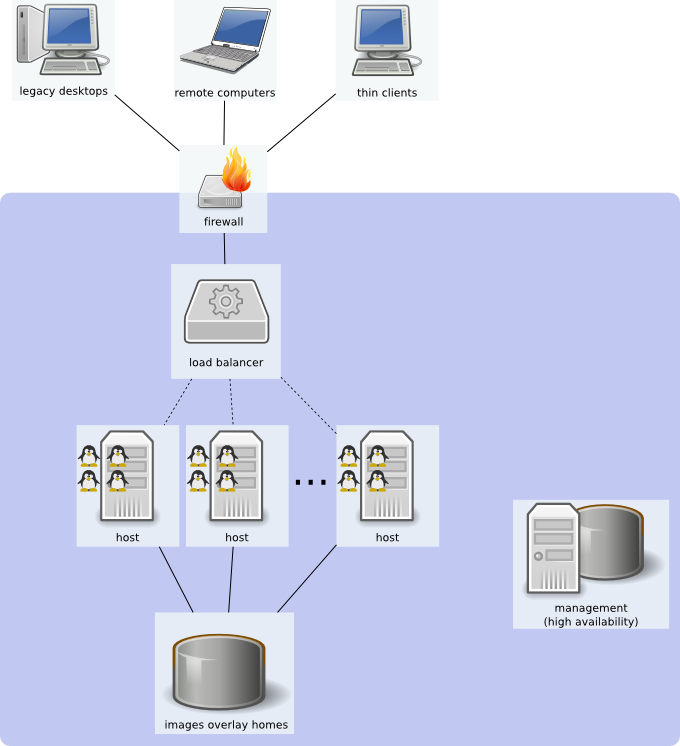 legacy desktops
remote computers
thin clients
firewall
load balancer
...
host
host
host
management
(high availability)
images overlay homes